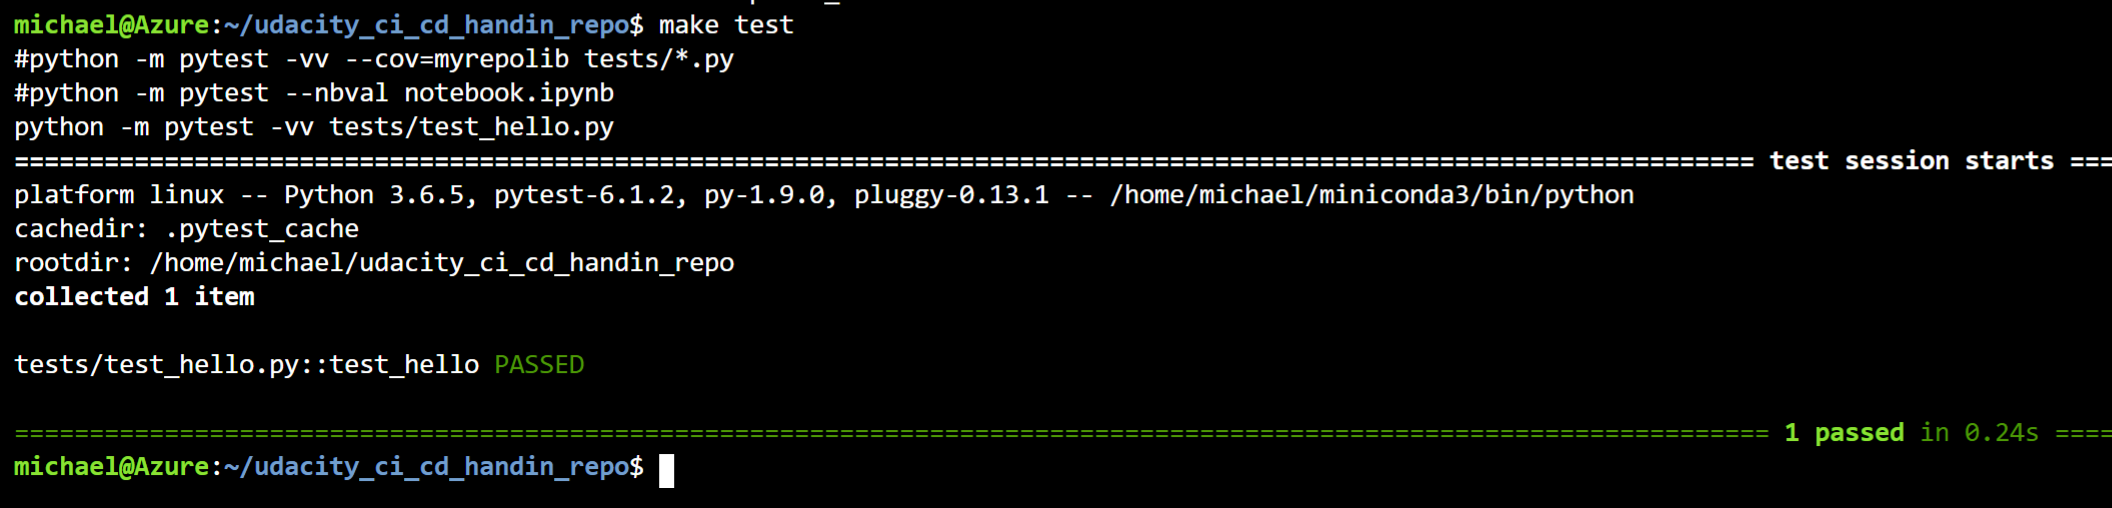 michael@Azure:~/udacity_ci_cd_handin_repo$ make test
#python -m pytest -vv --cov=myrepolib tests/*.py
#python -m pytest --nbval notebook.ipynb
python -m pytest -vv tests/test_hello.py
==================================================================================================================== test session starts ===
platform linux -- Python 3.6.5, pytest-6.1.2, py-1.9.0, pluggy-0.13.1 -- /home/michael/miniconda3/bin/python
cachedir: .pytest_cache
rootdir: /home/michael/udacity_ci_cd_handin_repo
collected 1 item
tests/test_hello.py::test_hello PASSED
===================================================================================================================== 1 passed in 0.24s ====
michael@Azure:~/udacity_ci_cd_handin_repo$